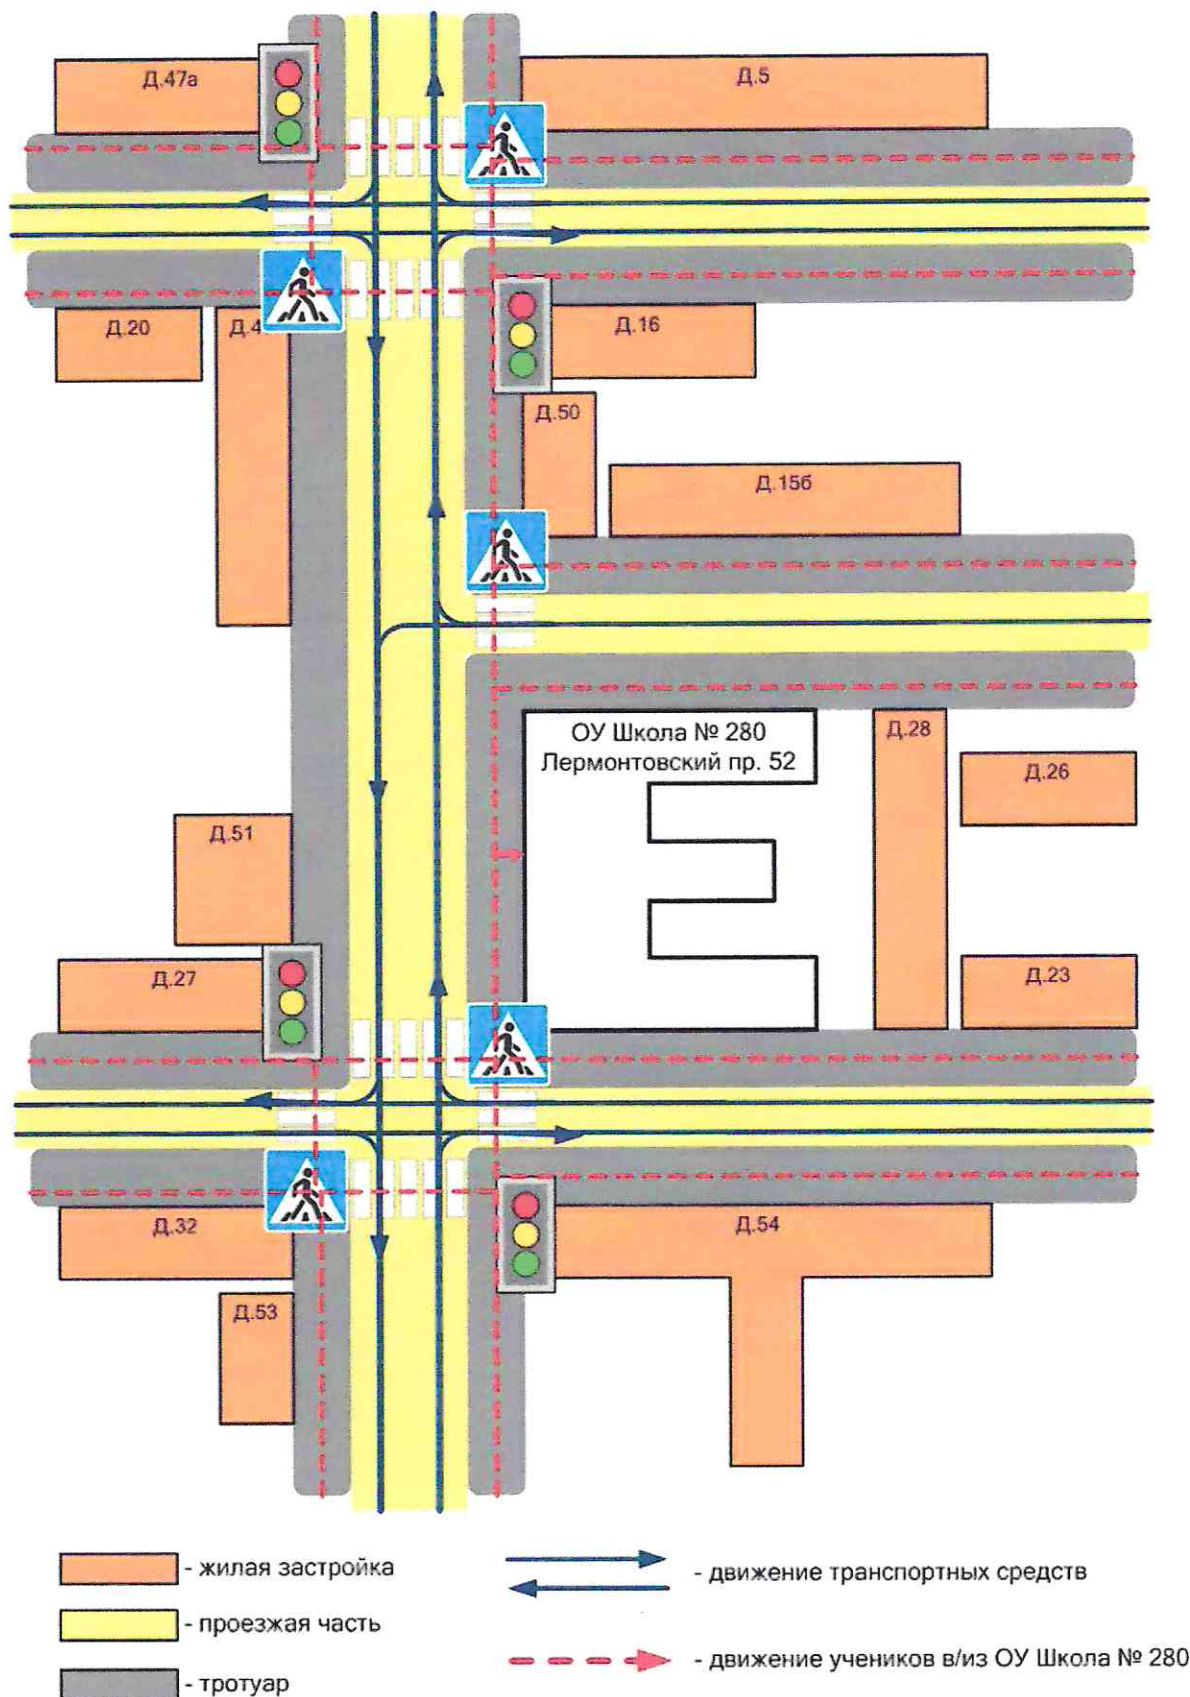 Д.47а
Д.5
Д.20
Д.4
Д.16
Д.50
Д.15б
ОУ Школа № 280
Лермонтовский пр. 52
Д.28
Д.26
Д.51
Д.27
Д.23
Д.32
Д.54
Д.53
- жилая застройка
- движение транспортных средств
- проезжая часть
- движение учеников в/из ОУ Школа № 280
- тротуар